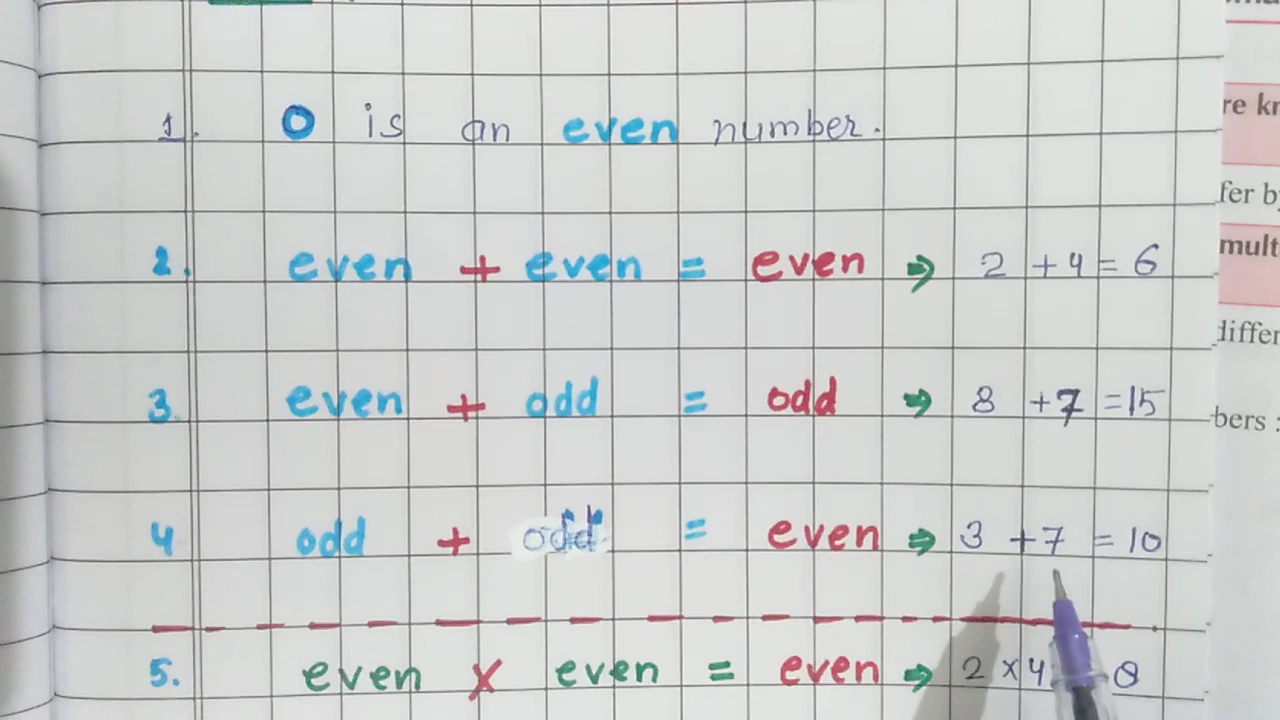 1. 0 is an even number.
re kn
fer by
2. even + even = even ⇒ 2 + 4 = 6
mult
differ
3. even + odd = odd ⇒ 8 + 7 = 15
bers :
4 odd + odd = even ⇒ 3 + 7 = 10
5. even × even = even ⇒ 2 × 4 8